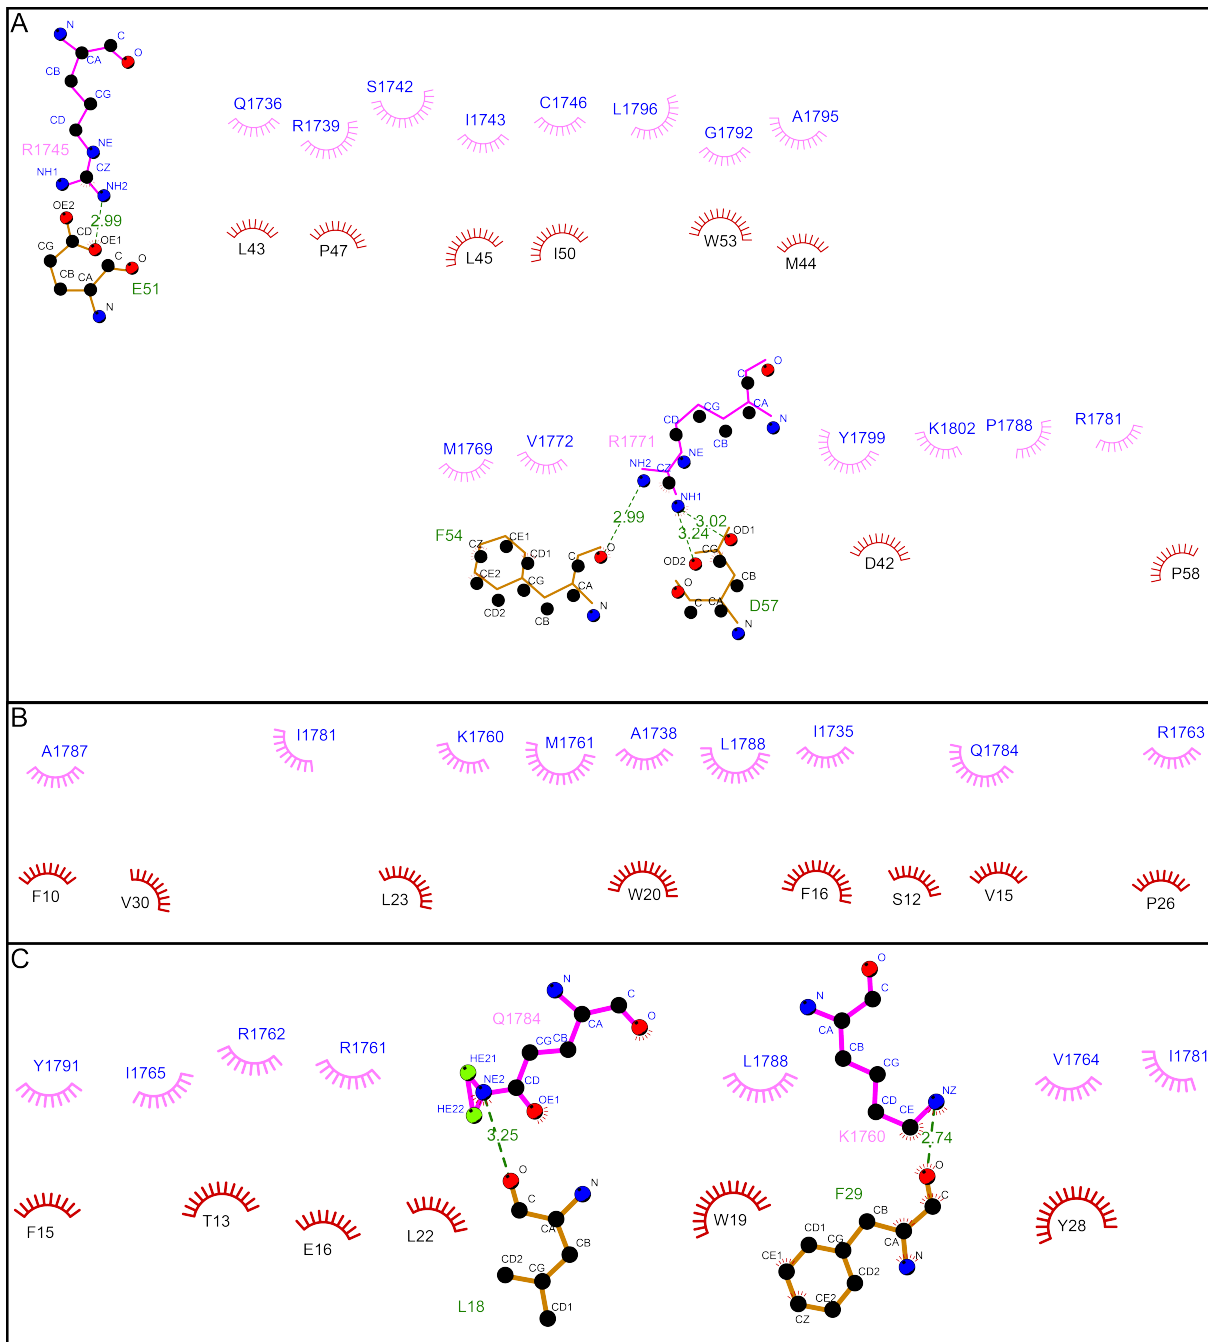 A
N
C
O
CA
CB
CG
CD
R1745
NE
CZ
NH1
NH2
OE2
2.99
CD
OE1
CG
C
O
CB
CA
E51
N
Q1736
R1739
S1742
I1743
C1746
L1796
G1792
A1795
L43
P47
L45
I50
W53
M44
O
C
CA
CG
CD
N
CB
M1769
V1772
R1771
NE
NH2
CZ
NH1
Y1799
K1802
P1788
R1781
2.99
3.02
3.24
F54
CE1
CZ
CD1
CE2
CG
CD2
CB
C
O
CA
N
OD1
CG
OD2
O
CB
C
CA
D57
N
D42
P58
B
A1787
I1781
K1760
M1761
A1738
L1788
I1735
Q1784
R1763
F10
V30
L23
W20
F16
S12
V15
P26
C
Y1791
I1765
R1762
R1761
N
C
Q1784
CA
O
CG
CB
HE21
NE2
CD
HE22
OE1
3.25
L1788
O
C
N
CA
CB
CG
CD
NZ
CE
K1760
2.74
V1764
I1781
F15
T13
E16
L22
O
N
C
CA
CB
CD2
CG
L18
CD1
W19
O
F29
C
CB
CD1
CA
CG
N
CE1
CD2
CE2
CZ
Y28